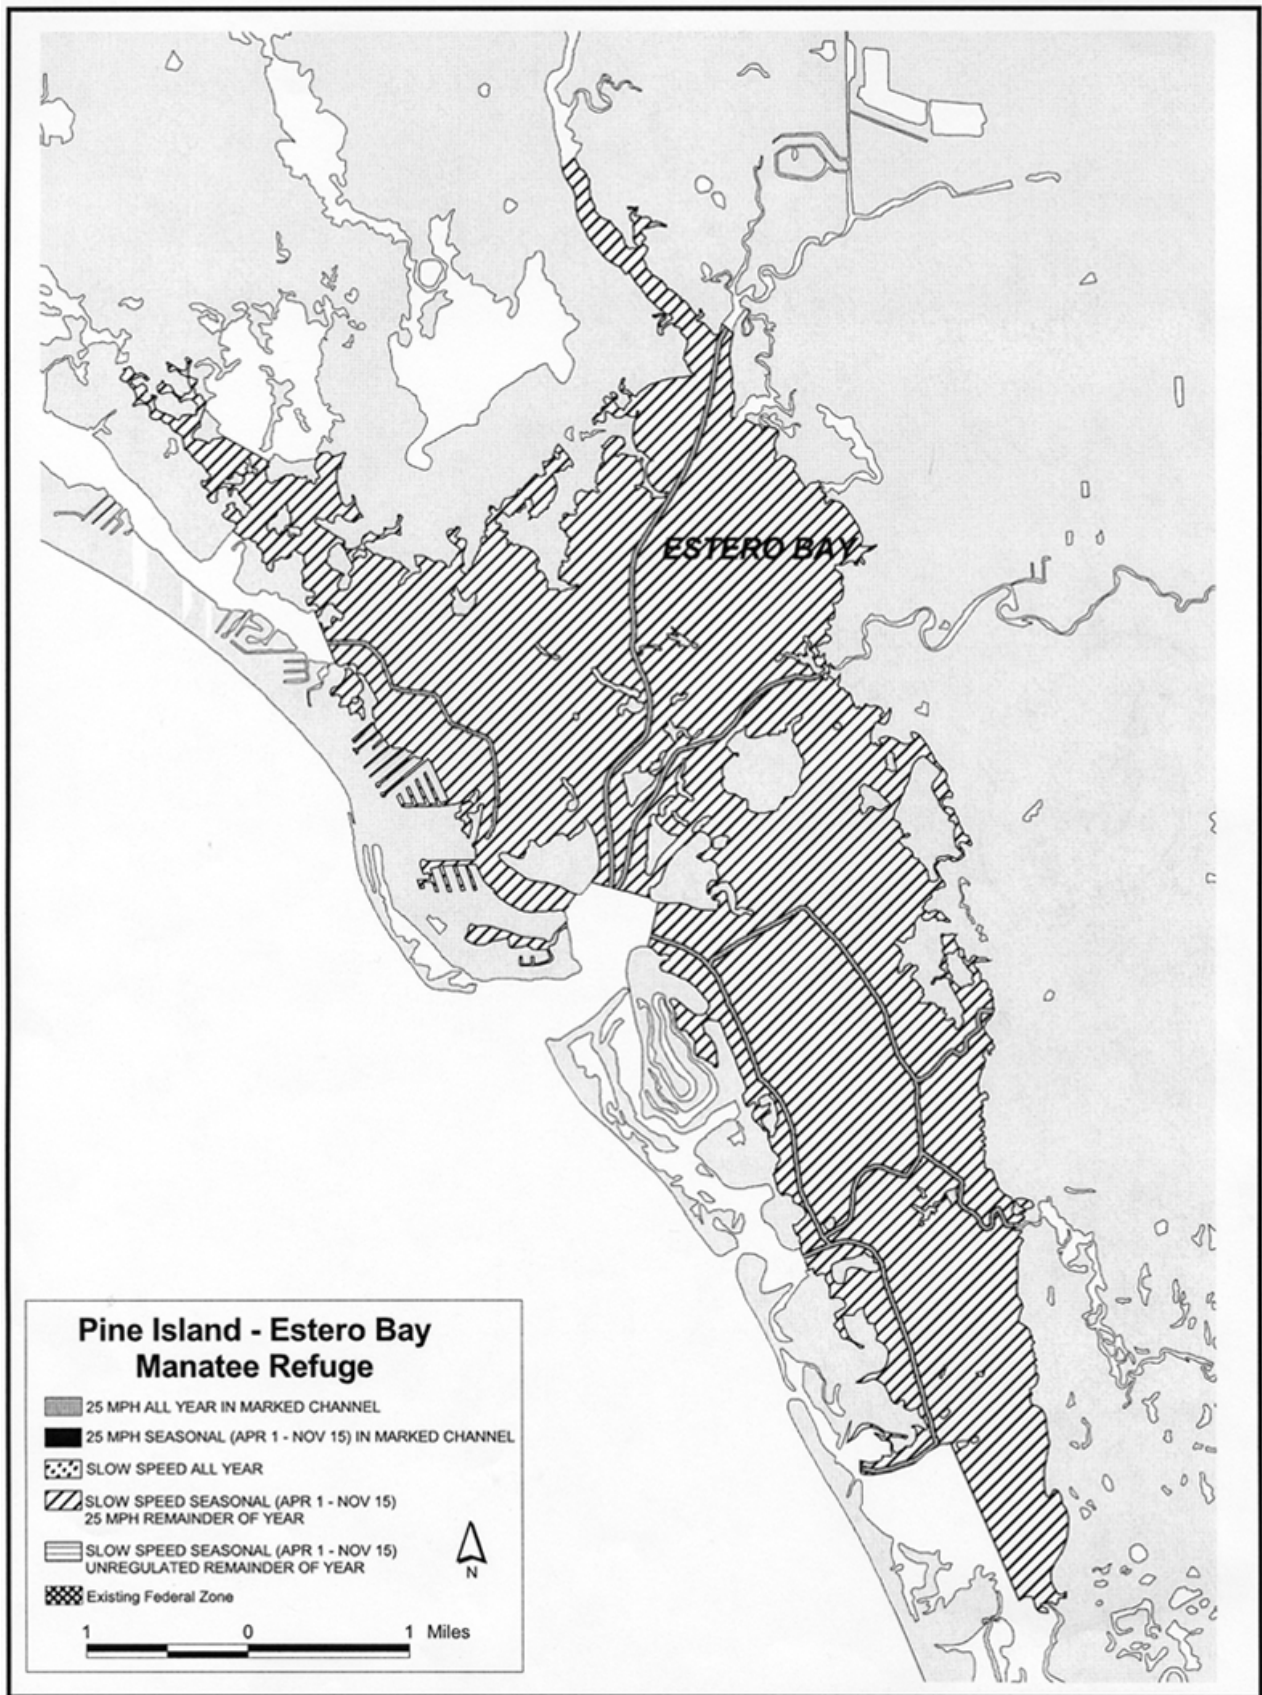 ESTERO BAY
Pine Island - Estero Bay
Manatee Refuge
25 MPH ALL YEAR IN MARKED CHANNEL
25 MPH SEASONAL (APR 1 - NOV 15) IN MARKED CHANNEL
SLOW SPEED ALL YEAR
SLOW SPEED SEASONAL (APR 1 - NOV 15)
25 MPH REMAINDER OF YEAR
SLOW SPEED SEASONAL (APR 1 - NOV 15)
UNREGULATED REMAINDER OF YEAR
N
Existing Federal Zone
1 0 1 Miles